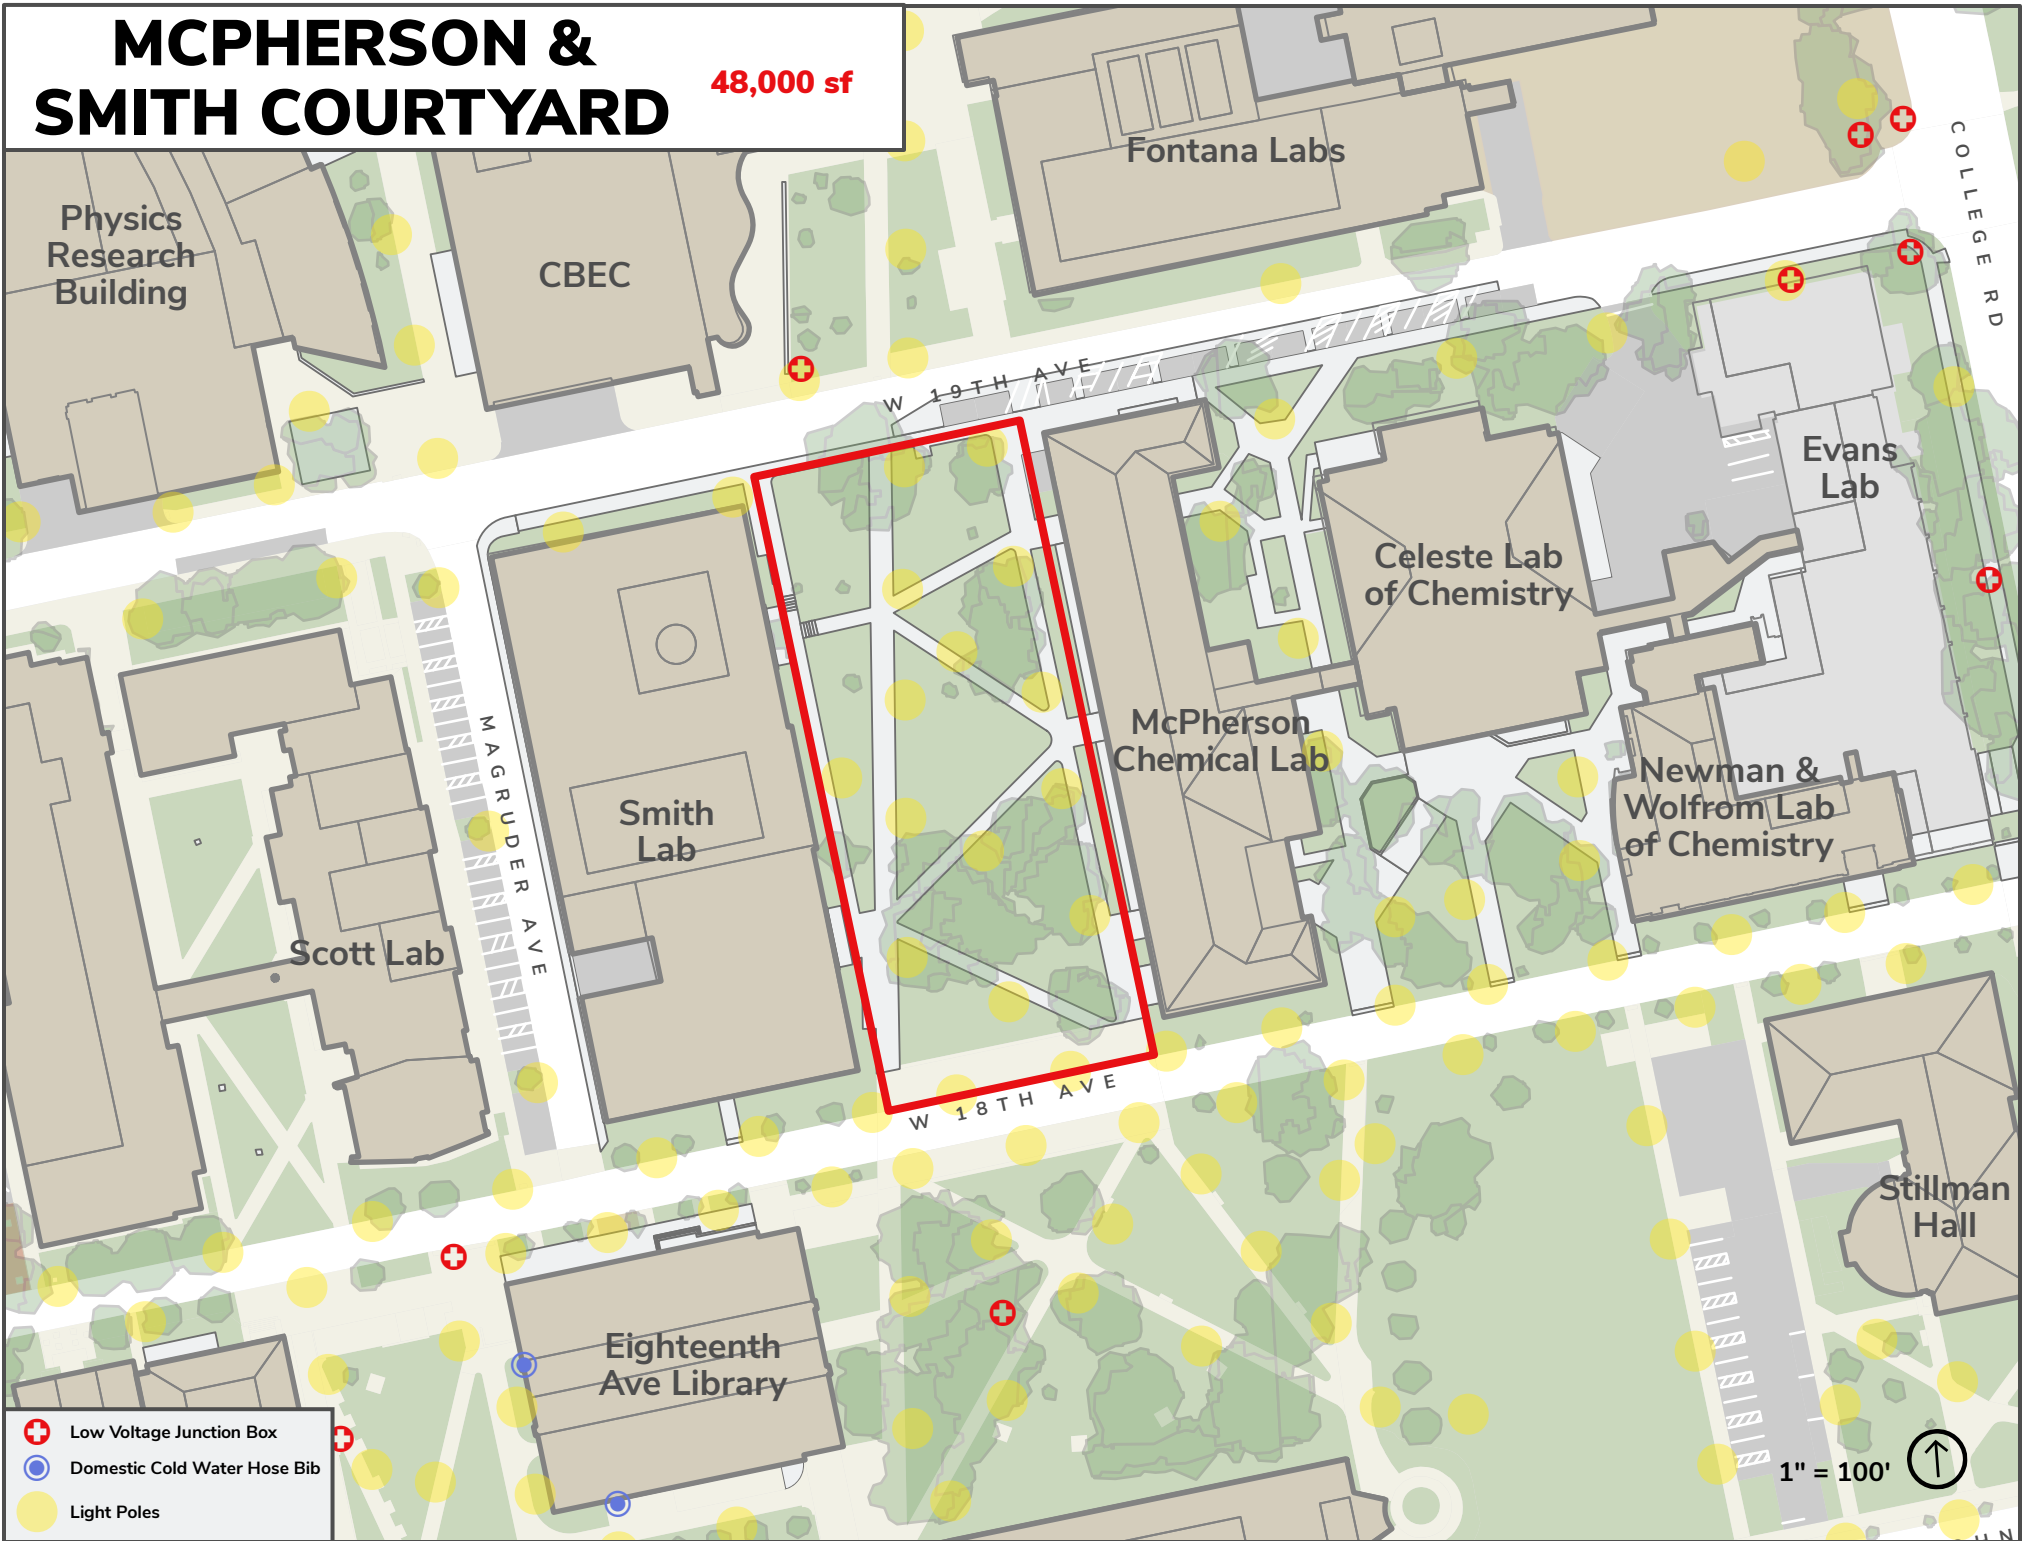 MCPHERSON &
SMITH COURTYARD
48,000 sf
Fontana Labs
COLLEGE RD
Physics
Research
Building
CBEC
W 19TH AVE
Evans
Lab
Celeste Lab
of Chemistry
McPherson
Chemical Lab
MAGRUDER AVE
Smith
Lab
Newman &
Wolfrom Lab
of Chemistry
Scott Lab
W 18TH AVE
Stillman
Hall
Eighteenth
Ave Library
Low Voltage Junction Box
Domestic Cold Water Hose Bib
Light Poles
1" = 100'